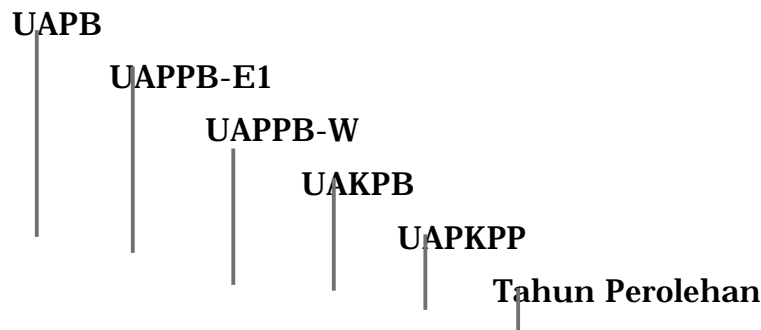 UAPB
UAPPB-E1
UAPPB-W
UAKPB
UAPKPP
Tahun Perolehan